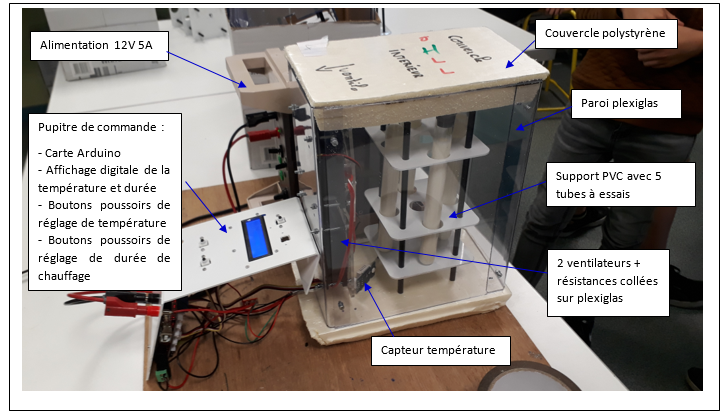 Alimentation 12V 5A
Couvercle polystyrène
Paroi plexiglas
Pupitre de commande :
- Carte Arduino
- Affichage digitale de la
température et durée
- Boutons poussoirs de
réglage de température
- Boutons poussoirs de
réglage de durée de
chauffage
Support PVC avec 5
tubes à essais
2 ventilateurs +
résistances collées
sur plexiglas
Capteur température
COUVERCLE
INTERIEUR